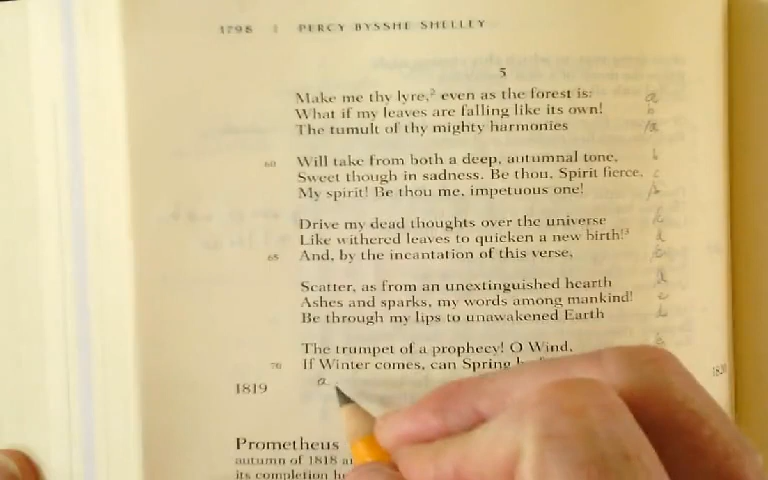 1798 | PERCY BYSSHE SHELLEY
5
Make me thy lyre,² even as the forest is: a
What if my leaves are falling like its own! b
The tumult of thy mighty harmonies /a
60 Will take from both a deep, autumnal tone, b
Sweet though in sadness. Be thou, Spirit fierce, c
My spirit! Be thou me, impetuous one! /b
Drive my dead thoughts over the universe c
Like withered leaves to quicken a new birth!³ d
65 And, by the incantation of this verse, /c
Scatter, as from an unextinguished hearth d
Ashes and sparks, my words among mankind! e
Be through my lips to unawakened Earth d
The trumpet of a prophecy! O Wind,
70 If Winter comes, can Spring
a
1819
1820
Prometheus
autumn of 1818
its completion